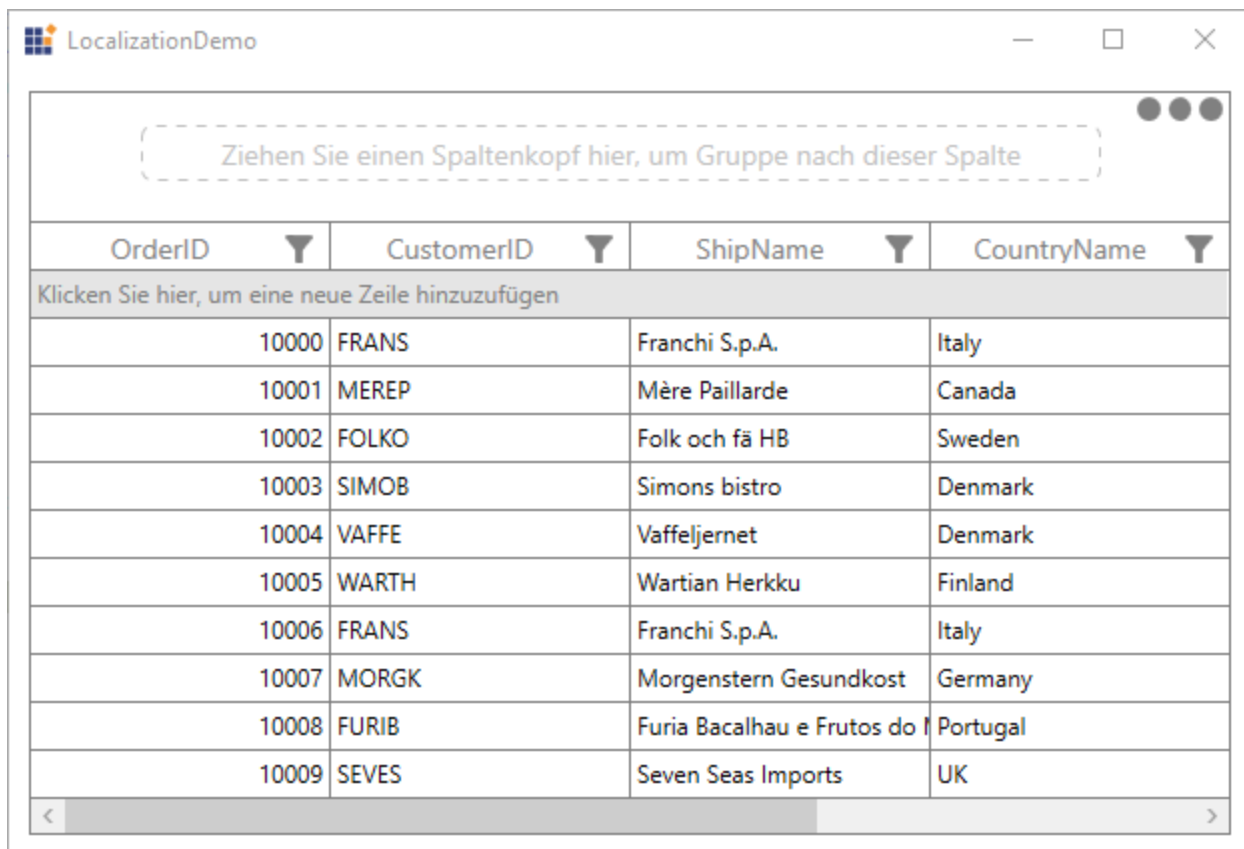 LocalizationDemo
Ziehen Sie einen Spaltenkopf hier, um Gruppe nach dieser Spalte
OrderID CustomerID ShipName CountryName
Klicken Sie hier, um eine neue Zeile hinzuzufügen
10000 FRANS Franchi S.p.A. Italy
10001 MEREP Mère Paillarde Canada
10002 FOLKO Folk och fä HB Sweden
10003 SIMOB Simons bistro Denmark
10004 VAFFE Vaffeljernet Denmark
10005 WARTH Wartian Herkku Finland
10006 FRANS Franchi S.p.A. Italy
10007 MORGK Morgenstern Gesundkost Germany
10008 FURIB Furia Bacalhau e Frutos do Portugal
10009 SEVES Seven Seas Imports UK